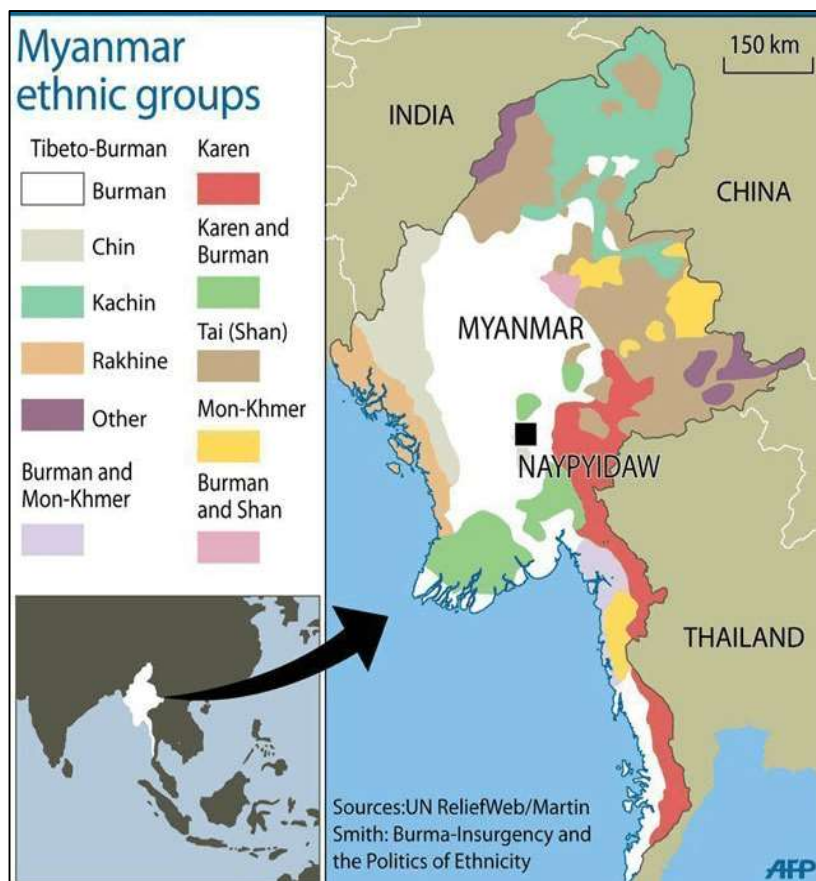 Myanmar
ethnic groups
Tibeto-Burman
Burman
Chin
Kachin
Rakhine
Other
Burman and
Mon-Khmer
Karen
Karen and
Burman
Tai (Shan)
Mon-Khmer
Burman
and Shan
150 km
INDIA
CHINA
MYANMAR
NAYPYIDAW
THAILAND
Sources:UN ReliefWeb/Martin
Smith: Burma-Insurgency and
the Politics of Ethnicity
AFP